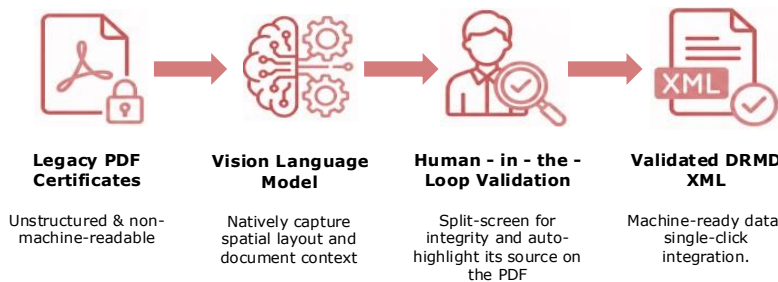 XML
Legacy PDF
Certificates
Unstructured & non-
machine-readable
Vision Language
Model
Natively capture
spatial layout and
document context
Human - in - the -
Loop Validation
Split-screen for
integrity and auto-
highlight its source on
the PDF
Validated DRMD
XML
Machine-ready data
single-click
integration.